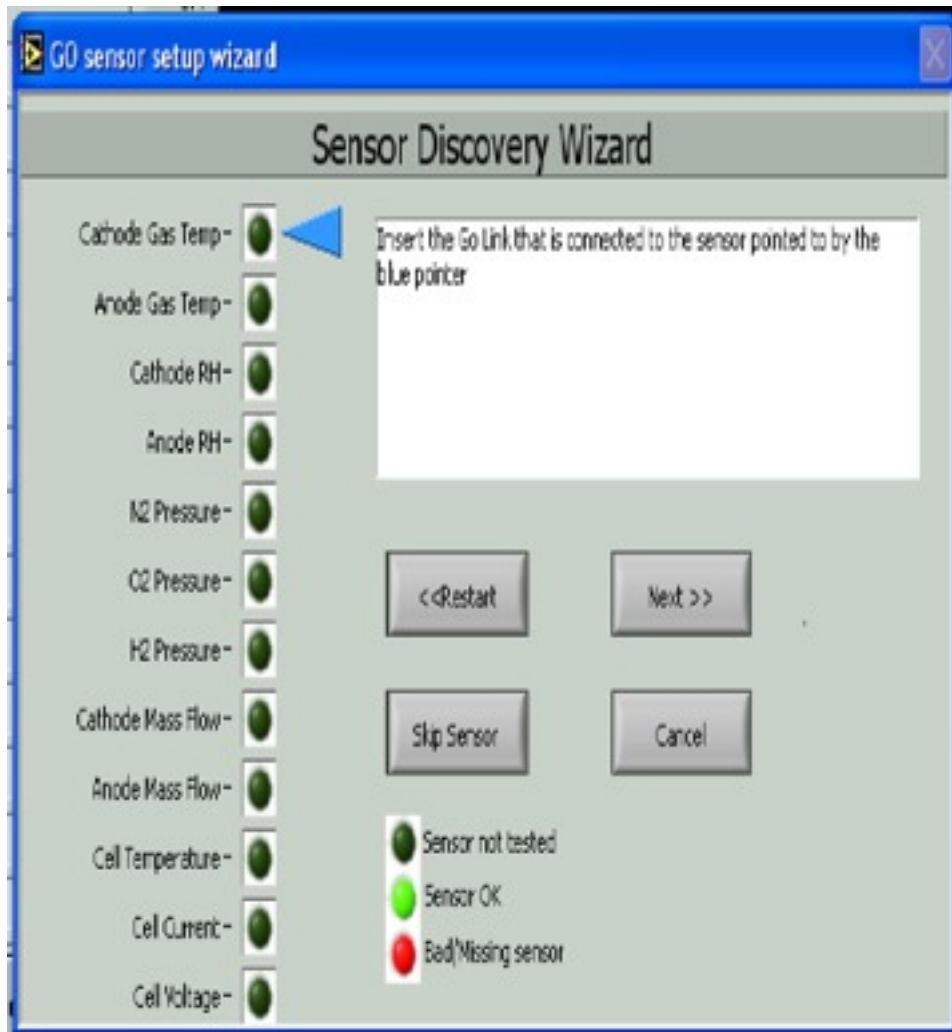 GO sensor setup wizard
Sensor Discovery Wizard
Cathode Gas Temp
Insert the Go Link that is connected to the sensor pointed to by the
blue pointer
Anode Gas Temp
Cathode RH
Anode RH
N2 Pressure
O2 Pressure
H2 Pressure
Cathode Mass Flow
Anode Mass Flow
Cell Temperature
Cell Current
Cell Voltage
<<Restart
Next >>
Skip Sensor
Cancel
Sensor not tested
Sensor OK
Bad/Missing sensor